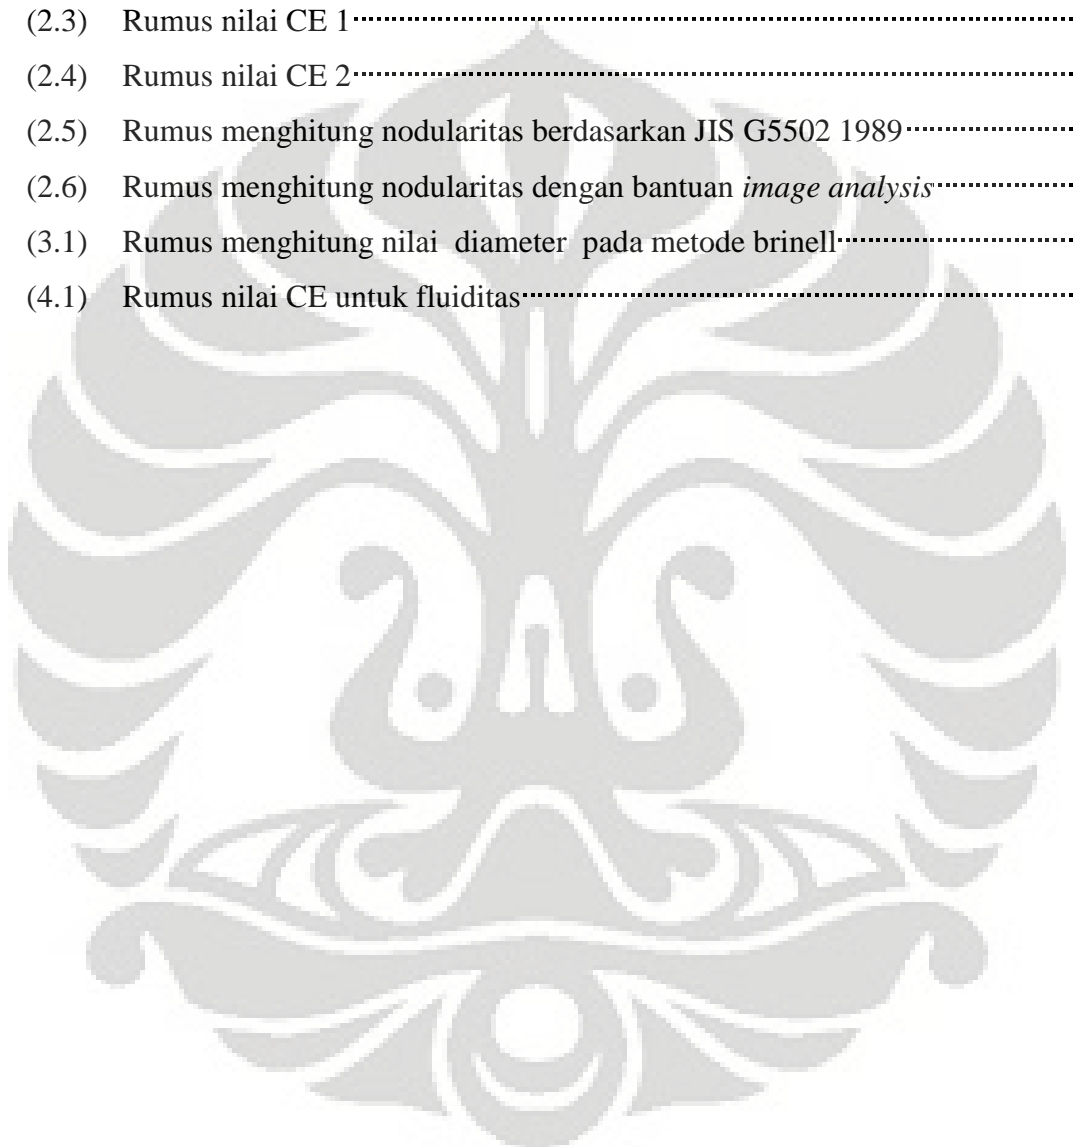 (2.3) Rumus nilai CE 1
(2.4) Rumus nilai CE 2
(2.5) Rumus menghitung nodularitas berdasarkan JIS G5502 1989
(2.6) Rumus menghitung nodularitas dengan bantuan image analysis
(3.1) Rumus menghitung nilai diameter pada metode brinell
(4.1) Rumus nilai CE untuk fluiditas